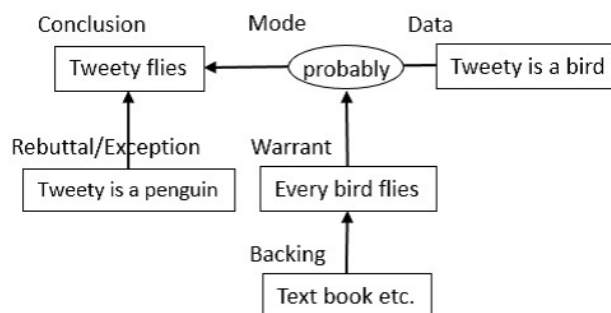 Conclusion
Mode
Data
Tweety flies
probably
Tweety is a bird
Rebuttal/Exception
Warrant
Tweety is a penguin
Every bird flies
Backing
Text book etc.